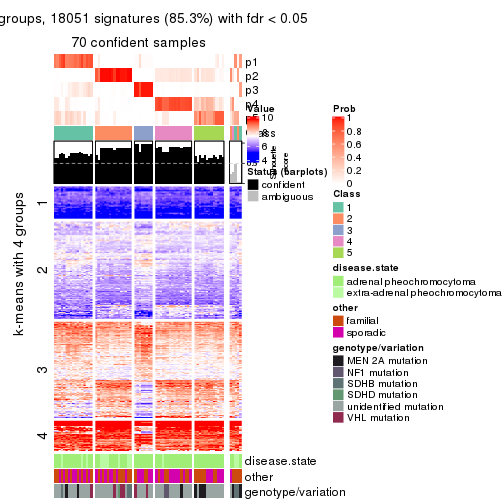 groups, 18051 signatures (85.3%) with fdr < 0.05
70 confident samples
p1
p2
p3
p4
Value
10
6
4
Status (barplots)
confident
ambiguous
Prob
1
0.8
0.6
0.4
0.2
0
Class
1
2
3
4
5
disease.state
adrenal pheochromocytoma
extra-adrenal pheochromocytoma
other
familial
sporadic
genotype/variation
MEN 2A mutation
NF1 mutation
SDHB mutation
SDHD mutation
unidentified mutation
VHL mutation
k-means with 4 groups
1
2
3
4
disease.state
other
genotype/variation